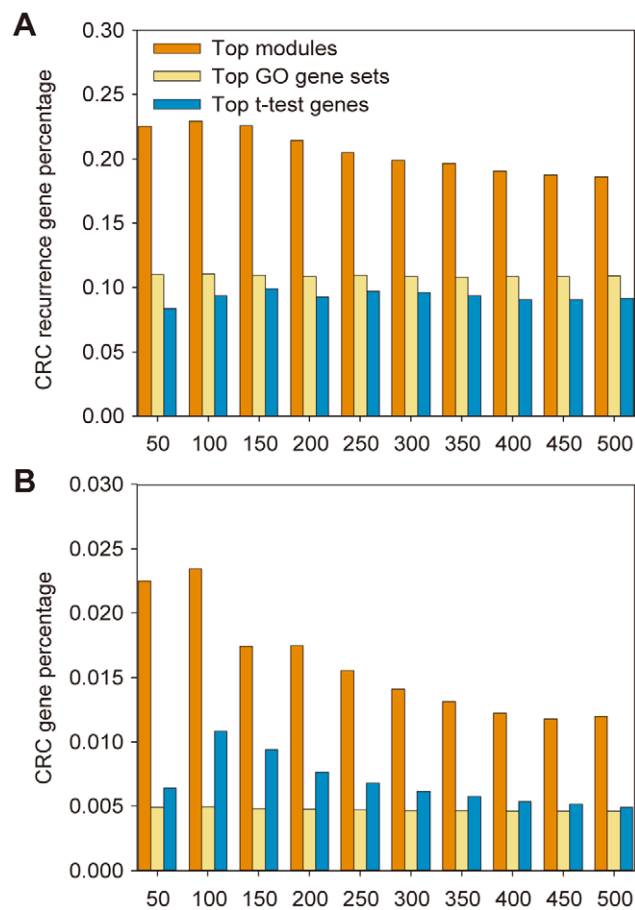 A
0.30
Top modules
Top GO gene sets
Top t-test genes
0.25
0.20
0.15
0.10
0.05
0.00
CRC recurrence gene percentage
50 100 150 200 250 300 350 400 450 500
B
0.030
0.025
0.020
0.015
0.010
0.005
0.000
CRC gene percentage
50 100 150 200 250 300 350 400 450 500